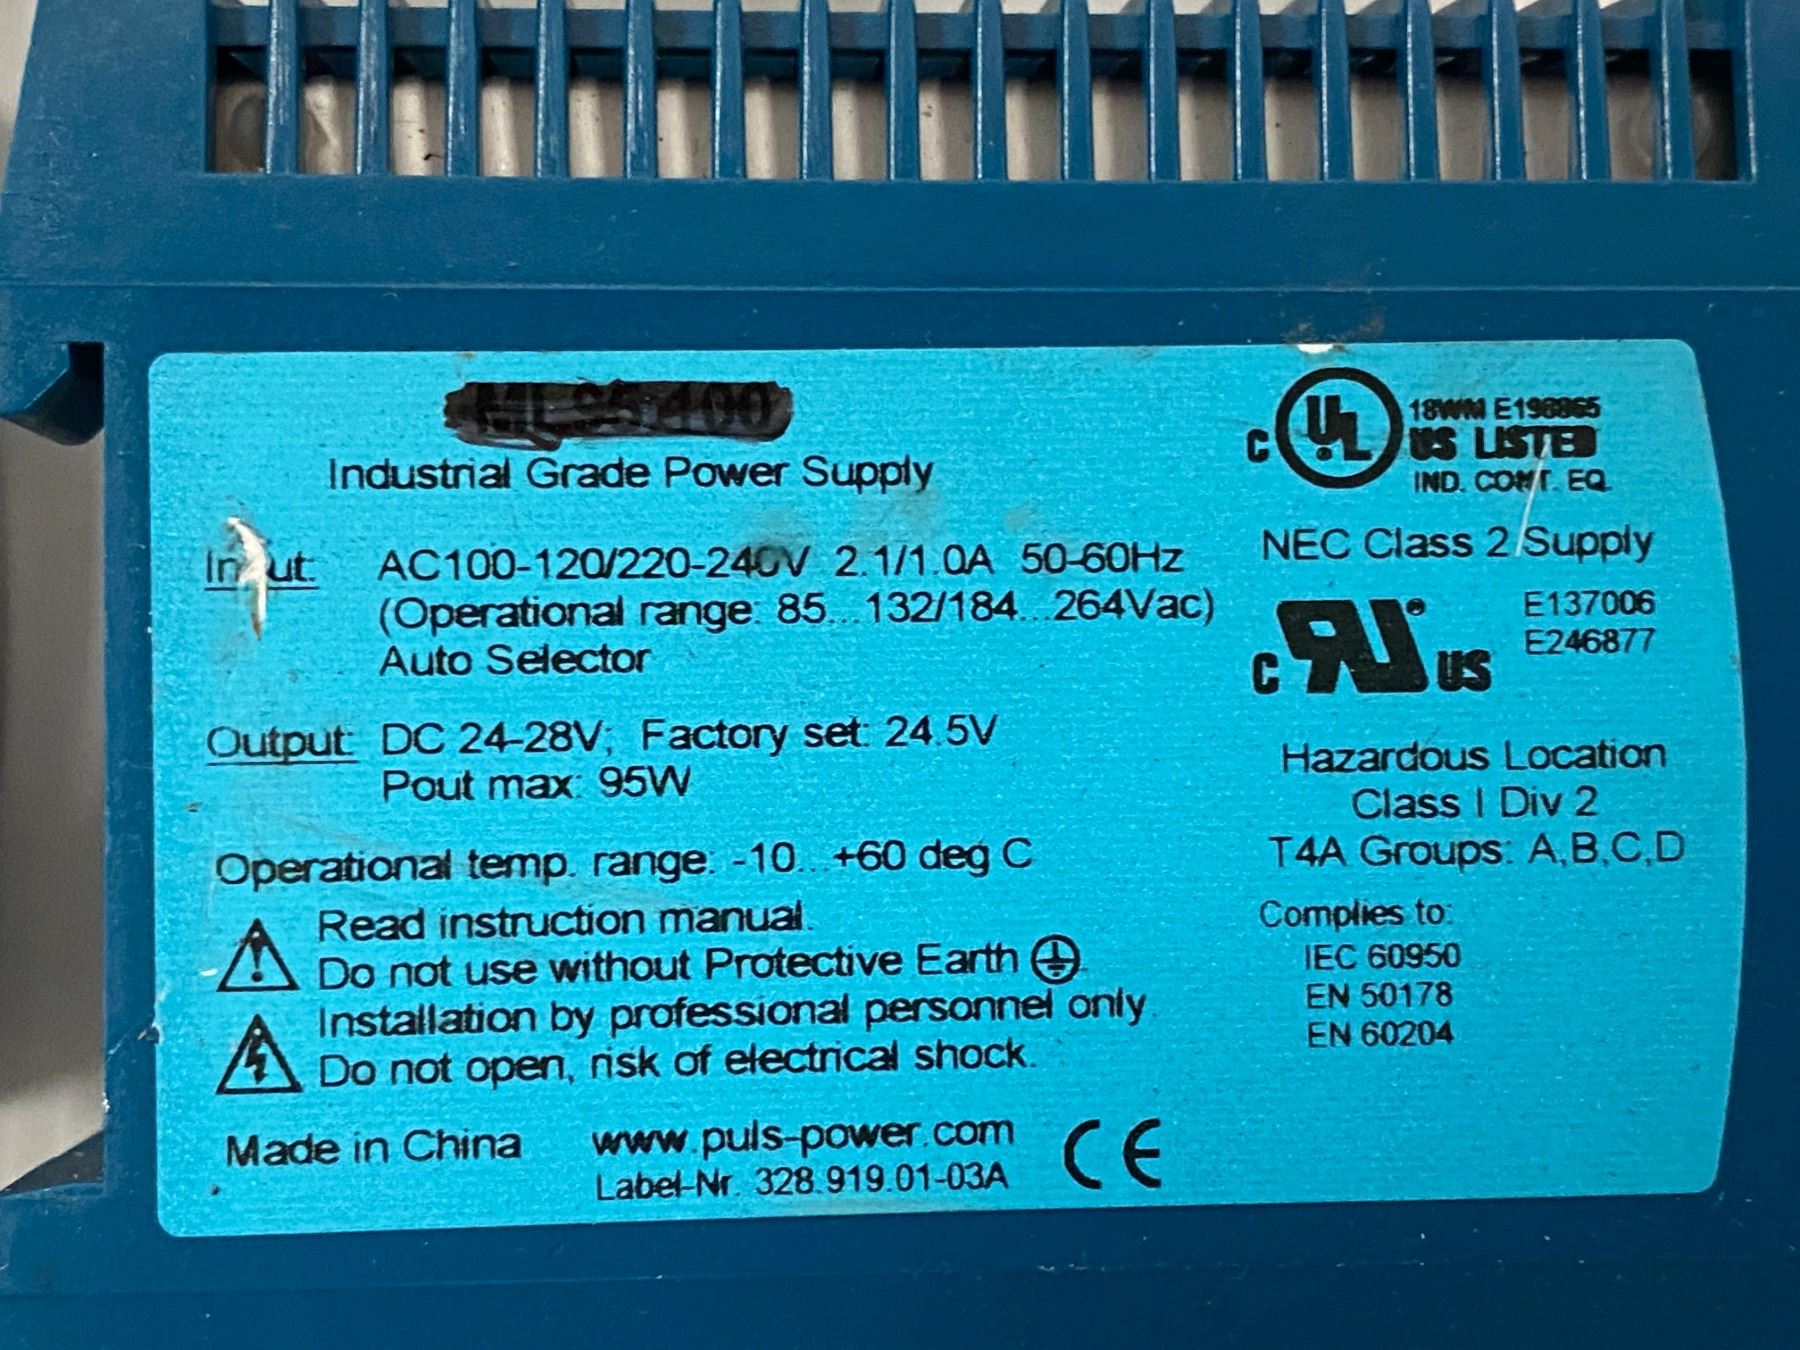 Industrial Grade Power Supply
Input: AC100-120/220-240V 2.1/1.0A 50-60Hz
(Operational range: 85...132/184...264Vac)
Auto Selector
Output: DC 24-28V; Factory set: 24.5V
Pout max: 95W
Operational temp. range: -10...+60 deg C
Read instruction manual.
Do not use without Protective Earth
Installation by professional personnel only.
Do not open, risk of electrical shock.
Made in China
www.puls-power.com
Label-Nr. 328.919.01-03A
CE
C UL US LISTED
18WM E198865
IND. CONT. EQ.
NEC Class 2 Supply
C RU ® US
E137006
E246877
Hazardous Location
Class I Div 2
T4A Groups: A,B,C,D
Complies to:
IEC 60950
EN 50178
EN 60204